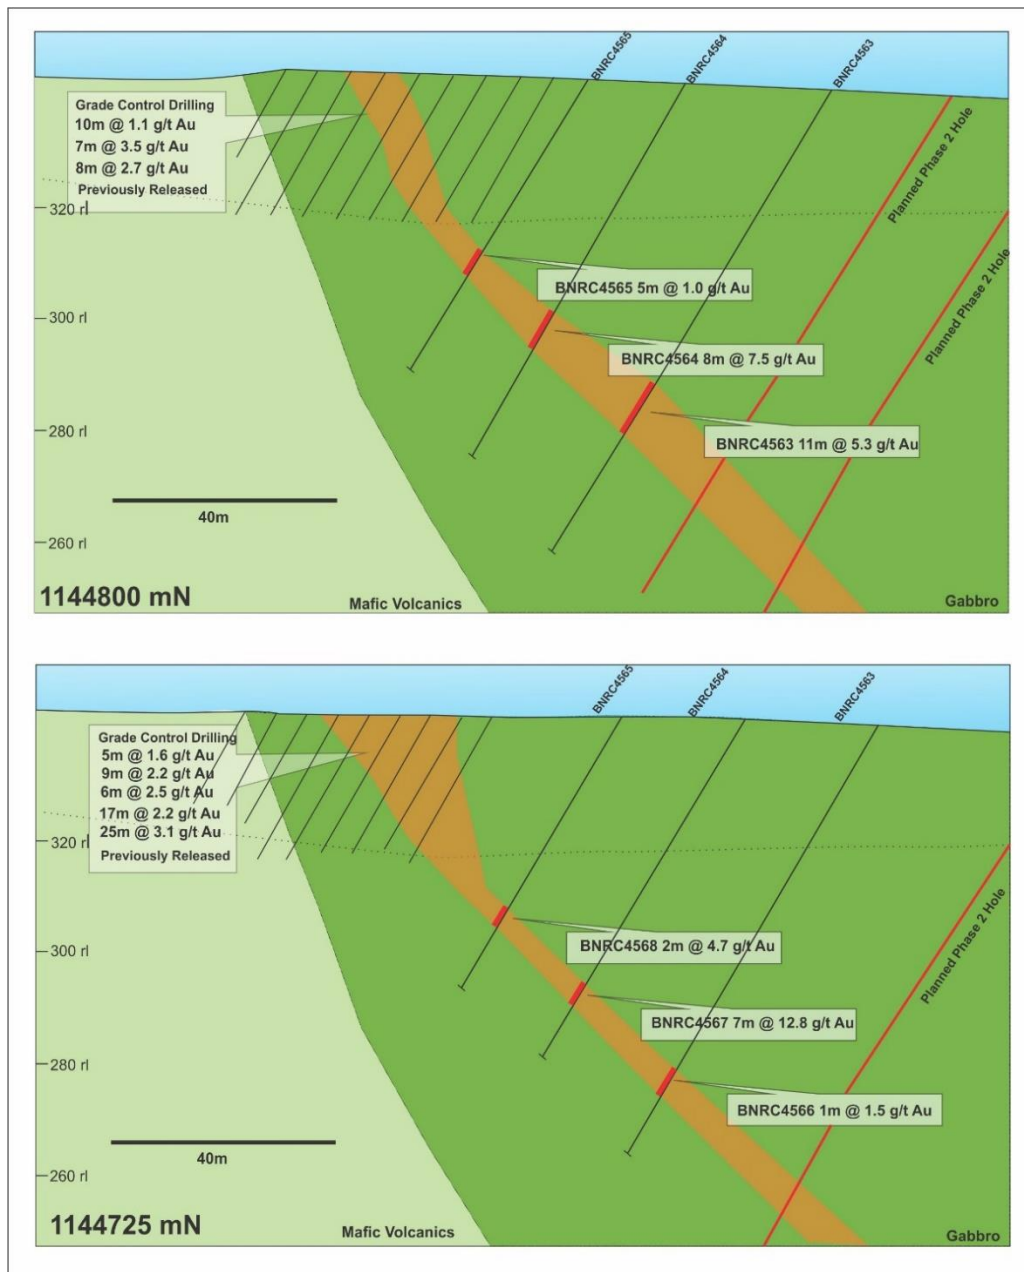 BNRC4565
BNRC4564
BNRC4563
Grade Control Drilling
10m @ 1.1 g/t Au
7m @ 3.5 g/t Au
8m @ 2.7 g/t Au
Previously Released
Planned Phase 2 Hole
Planned Phase 2 Hole
320 rl
BNRC4565 5m @ 1.0 g/t Au
300 rl
BNRC4564 8m @ 7.5 g/t Au
280 rl
BNRC4563 11m @ 5.3 g/t Au
40m
260 rl
1144800 mN
Mafic Volcanics
Gabbro
BNRC4565
BNRC4564
BNRC4563
Grade Control Drilling
5m @ 1.6 g/t Au
9m @ 2.2 g/t Au
6m @ 2.5 g/t Au
17m @ 2.2 g/t Au
25m @ 3.1 g/t Au
Previously Released
320 rl
Planned Phase 2 Hole
BNRC4568 2m @ 4.7 g/t Au
300 rl
BNRC4567 7m @ 12.8 g/t Au
280 rl
BNRC4566 1m @ 1.5 g/t Au
40m
260 rl
1144725 mN
Mafic Volcanics
Gabbro